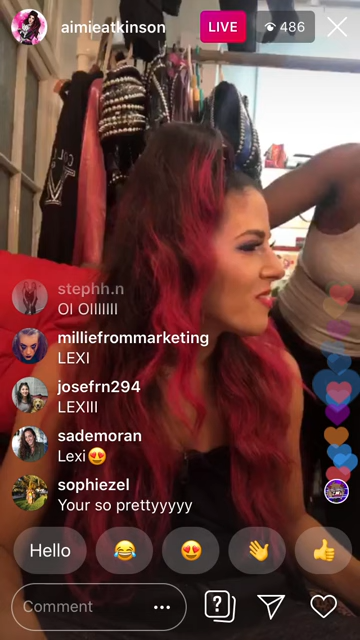 aimieatkinson
LIVE
486
stephh.n
OI OIIIIIII
milliefrommarketing
LEXI
josefrn294
LEXIII
sademoran
Lexi😍
sophiezel
Your so prettyyyyy
Hello 😂 😍 👋 👍
Comment